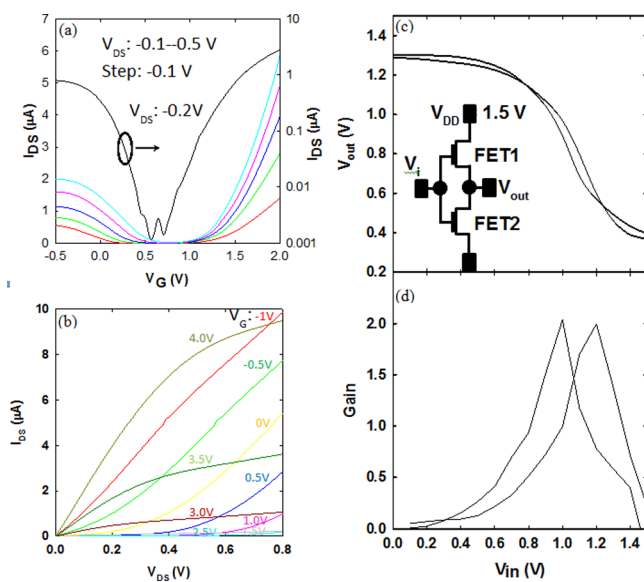 (a)
V_DS: -0.1--0.5 V
Step: -0.1 V
V_DS: -0.2V
I_DS (µA)
7
6
5
4
3
2
1
0
10
1
0.1
0.01
0.001
I_DS (µA)
-0.5 0.0 0.5 1.0 1.5 2.0
V_G (V)
(b)
V_G: -1V
4.0V
-0.5V
0V
3.5V
0.5V
3.0V
1.0V
I_DS (µA)
10
8
6
4
2
0
0.0 0.2 0.4 0.6 0.8
V_DS (V)
(c)
V_out (V)
1.4
1.2
1.0
0.8
0.6
0.4
0.2
V_DD 1.5 V
FET1
V_i
V_out
FET2
(d)
Gain
2.0
1.5
1.0
0.5
0.0
0.0 0.2 0.4 0.6 0.8 1.0 1.2 1.4
Vin (V)